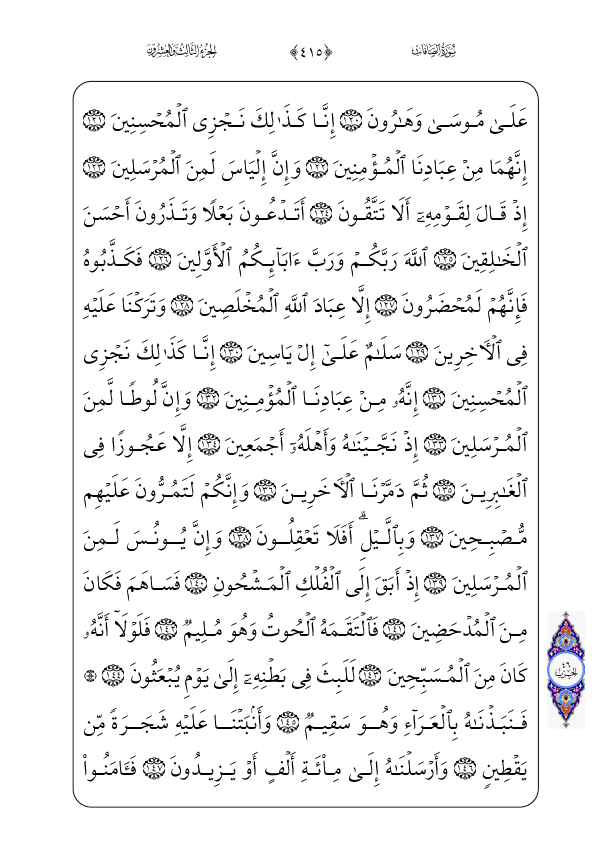 سُورَةُ الصَّافَّات ﴿٤١٥﴾ الجُزءُ الثَّالِثُ وَالعِشرُونَ
عَلَىٰ مُوسَىٰ وَهَٰرُونَ ١٢٠ إِنَّا كَذَٰلِكَ نَجۡزِي ٱلۡمُحۡسِنِينَ ١٢١
إِنَّهُمَا مِنۡ عِبَادِنَا ٱلۡمُؤۡمِنِينَ ١٢٢ وَإِنَّ إِلۡيَاسَ لَمِنَ ٱلۡمُرۡسَلِينَ ١٢٣
إِذۡ قَالَ لِقَوۡمِهِۦٓ أَلَا تَتَّقُونَ ١٢٤ أَتَدۡعُونَ بَعۡلٗا وَتَذَرُونَ أَحۡسَنَ
ٱلۡخَٰلِقِينَ ١٢٥ ٱللَّهَ رَبَّكُمۡ وَرَبَّ ءَابَآئِكُمُ ٱلۡأَوَّلِينَ ١٢٦ فَكَذَّبُوهُ
فَإِنَّهُمۡ لَمُحۡضَرُونَ ١٢٧ إِلَّا عِبَادَ ٱللَّهِ ٱلۡمُخۡلَصِينَ ١٢٨ وَتَرَكۡنَا عَلَيۡهِ
فِي ٱلۡأٓخِرِينَ ١٢٩ سَلَٰمٌ عَلَىٰٓ إِلۡ يَاسِينَ ١٣٠ إِنَّا كَذَٰلِكَ نَجۡزِي
ٱلۡمُحۡسِنِينَ ١٣١ إِنَّهُۥ مِنۡ عِبَادِنَا ٱلۡمُؤۡمِنِينَ ١٣٢ وَإِنَّ لُوطٗا لَّمِنَ
ٱلۡمُرۡسَلِينَ ١٣٣ إِذۡ نَجَّيۡنَٰهُ وَأَهۡلَهُۥٓ أَجۡمَعِينَ ١٣٤ إِلَّا عَجُوزٗا فِي
ٱلۡغَٰبِرِينَ ١٣٥ ثُمَّ دَمَّرۡنَا ٱلۡأٓخَرِينَ ١٣٦ وَإِنَّكُمۡ لَتَمُرُّونَ عَلَيۡهِم
مُّصۡبِحِينَ ١٣٧ وَبِٱلَّيۡلِۚ أَفَلَا تَعۡقِلُونَ ١٣٨ وَإِنَّ يُونُسَ لَمِنَ
ٱلۡمُرۡسَلِينَ ١٣٩ إِذۡ أَبَقَ إِلَى ٱلۡفُلۡكِ ٱلۡمَشۡحُونِ ١٤٠ فَسَاهَمَ فَكَانَ
مِنَ ٱلۡمُدۡحَضِينَ ١٤١ فَٱلۡتَقَمَهُ ٱلۡحُوتُ وَهُوَ مُلِيمٞ ١٤٢ فَلَوۡلَآ أَنَّهُۥ
كَانَ مِنَ ٱلۡمُسَبِّحِينَ ١٤٣ لَلَبِثَ فِي بَطۡنِهِۦٓ إِلَىٰ يَوۡمِ يُبۡعَثُونَ ١٤٤ ۞
فَنَبَذۡنَٰهُ بِٱلۡعَرَآءِ وَهُوَ سَقِيمٞ ١٤٥ وَأَنۢبَتۡنَا عَلَيۡهِ شَجَرَةٗ مِّن
يَقۡطِينٖ ١٤٦ وَأَرۡسَلۡنَٰهُ إِلَىٰ مِاْئَةِ أَلۡفٍ أَوۡ يَزِيدُونَ ١٤٧ فَـَٔامَنُواْ